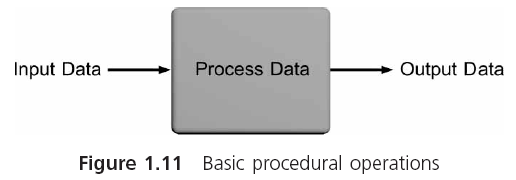 Input Data
Process Data
Output Data
Figure 1.11 Basic procedural operations